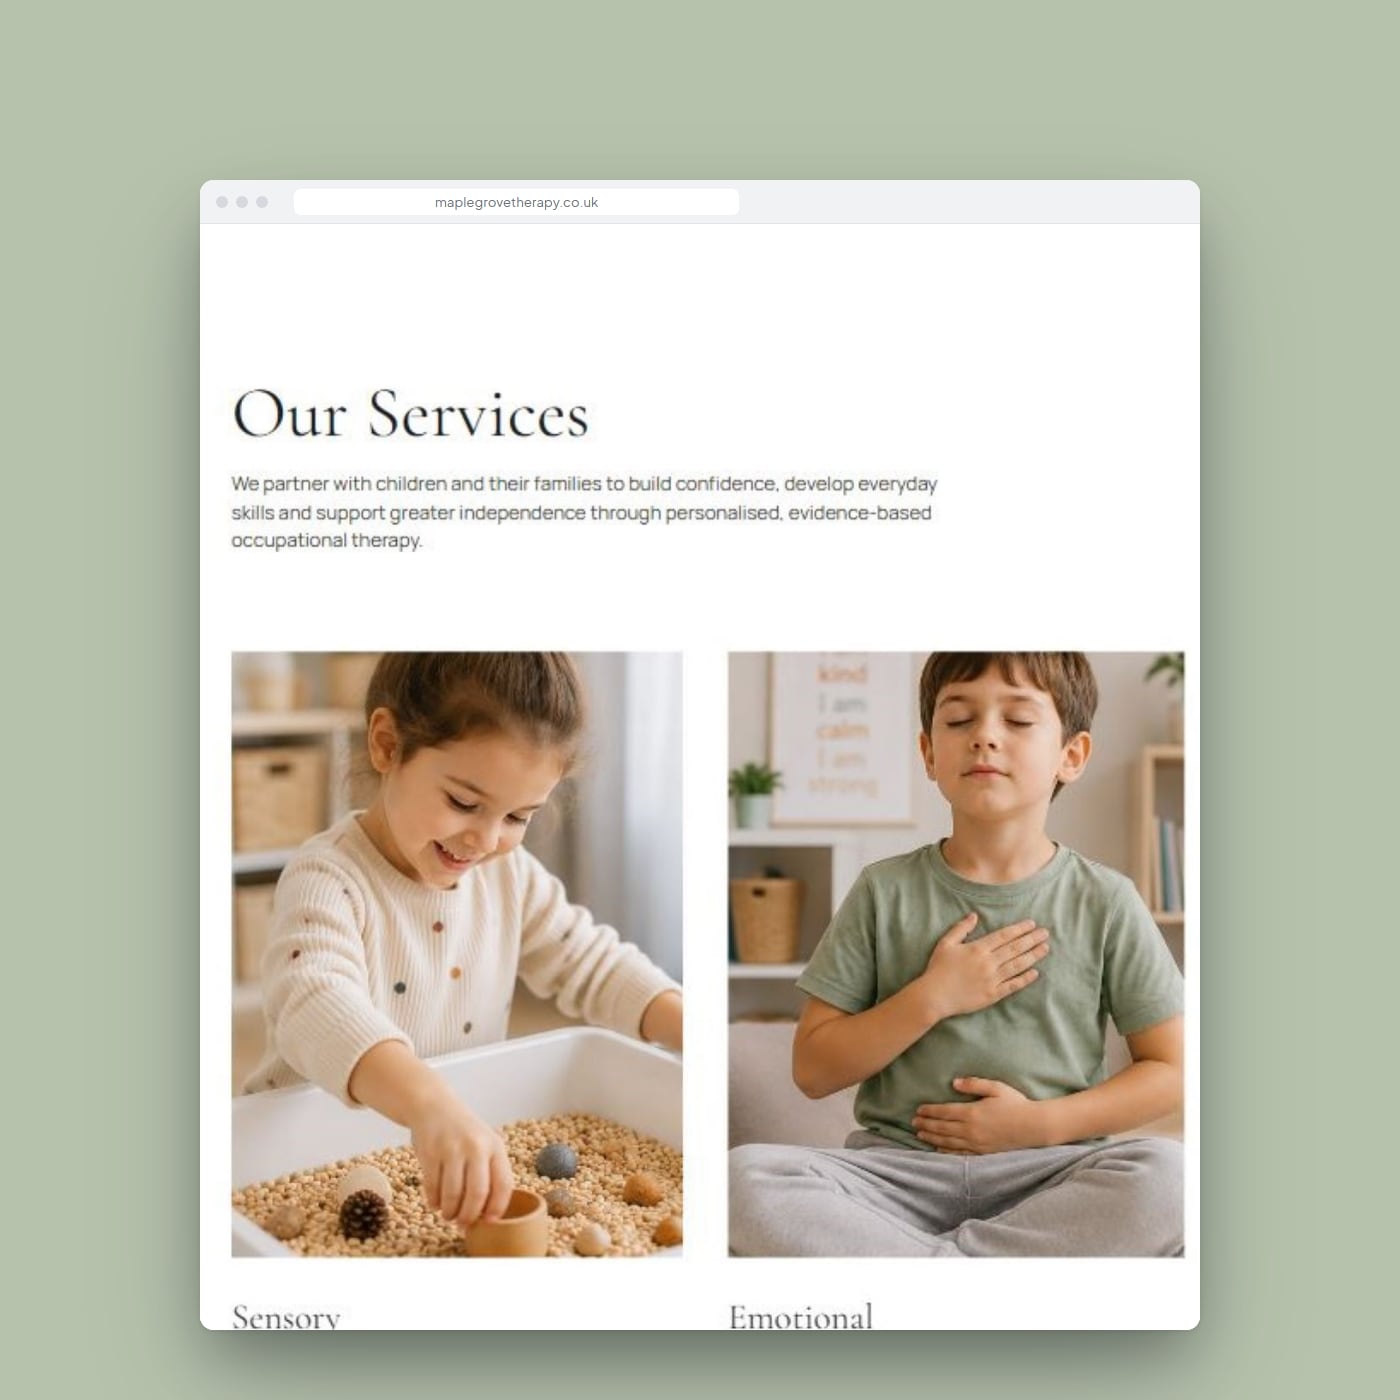 maplegrovetherapy.co.uk
Our Services
We partner with children and their families to build confidence, develop everyday
skills and support greater independence through personalised, evidence-based
occupational therapy.
kind
I am
calm
I am
strong
Sensory
Emotional